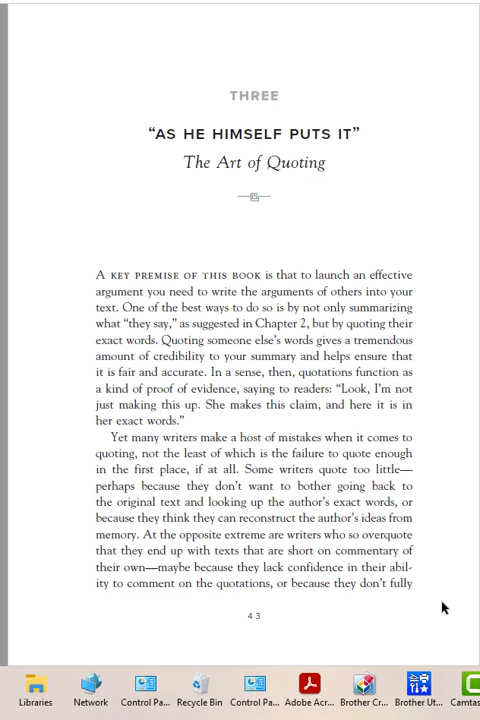 THREE
“AS HE HIMSELF PUTS IT”
The Art of Quoting
A KEY PREMISE OF THIS BOOK is that to launch an effective
argument you need to write the arguments of others into your
text. One of the best ways to do so is by not only summarizing
what “they say,” as suggested in Chapter 2, but by quoting their
exact words. Quoting someone else’s words gives a tremendous
amount of credibility to your summary and helps ensure that
it is fair and accurate. In a sense, then, quotations function as
a kind of proof of evidence, saying to readers: “Look, I’m not
just making this up. She makes this claim, and here it is in
her exact words.”
Yet many writers make a host of mistakes when it comes to
quoting, not the least of which is the failure to quote enough
in the first place, if at all. Some writers quote too little—
perhaps because they don’t want to bother going back to
the original text and looking up the author’s exact words, or
because they think they can reconstruct the author’s ideas from
memory. At the opposite extreme are writers who so overquote
that they end up with texts that are short on commentary of
their own—maybe because they lack confidence in their abil-
ity to comment on the quotations, or because they don’t fully
43
Libraries Network Control Pa... Recycle Bin Control Pa... Adobe Acr... Brother Cr... Brother Ut... Camtas